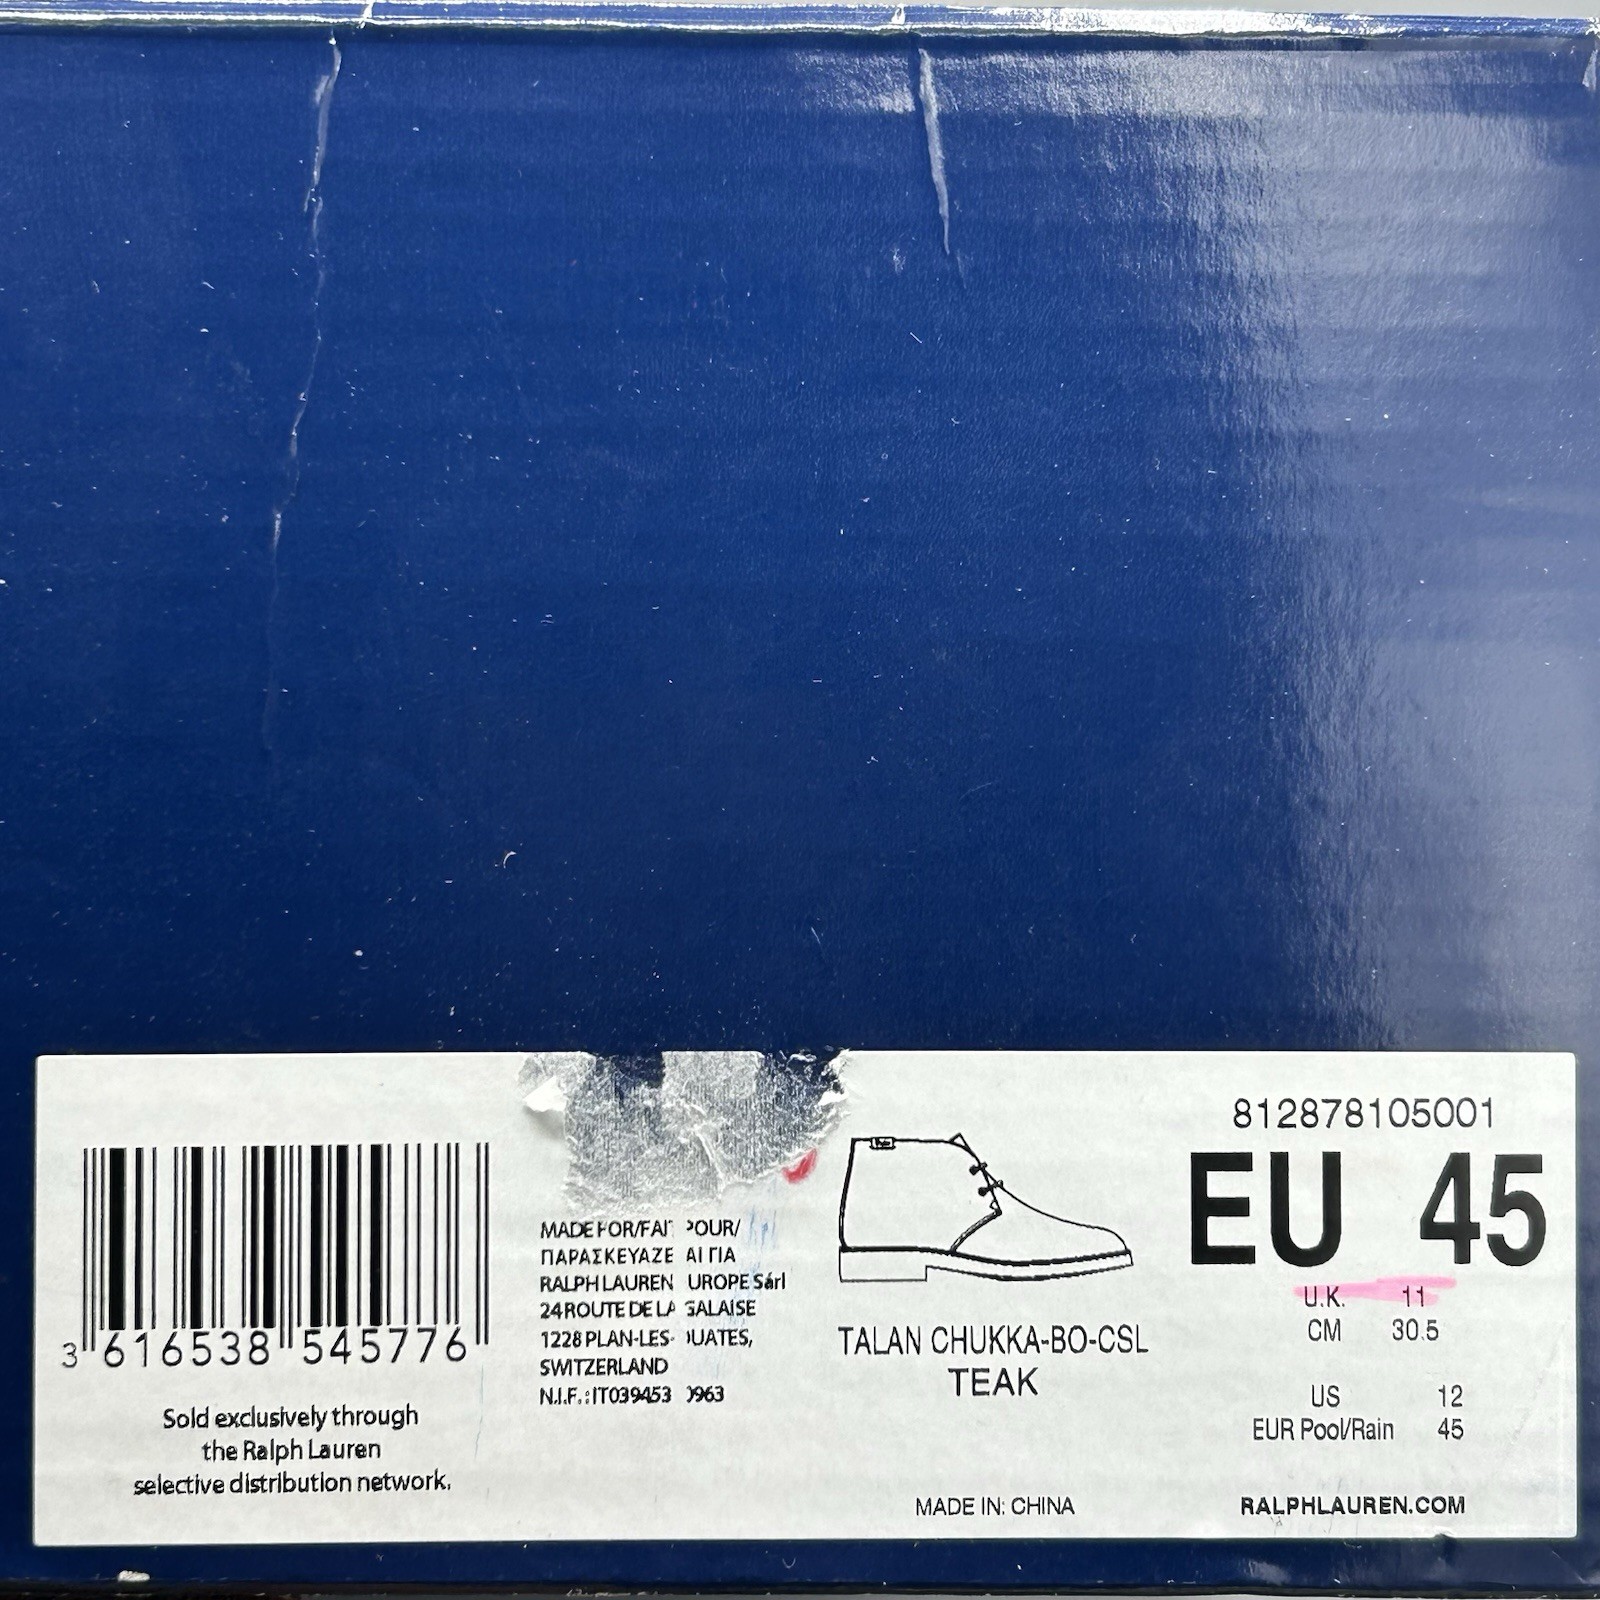 3 616538 545776
Sold exclusively through
the Ralph Lauren
selective distribution network.
MADE FOR/FAI POUR/
ΠΑΡΑΣΚΕΥΑΖΕ ΑΙ ΓΙΑ
RALPH LAUREN UROPE Sárl
24 ROUTE DE LA GALAISE
1228 PLAN-LES- OUATES,
SWITZERLAND
N.I.F.: IT039453 0963
TALAN CHUKKA-BO-CSL
TEAK
MADE IN: CHINA
812878105001
EU 45
U.K. 11
CM 30.5
US 12
EUR Pool/Rain 45
RALPHLAUREN.COM